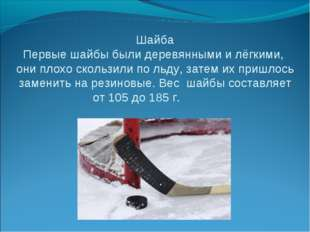 Шайба
Первые шайбы были деревянными и лёгкими,
они плохо скользили по льду, затем их пришлось
заменить на резиновые. Вес шайбы составляет
от 105 до 185 г.